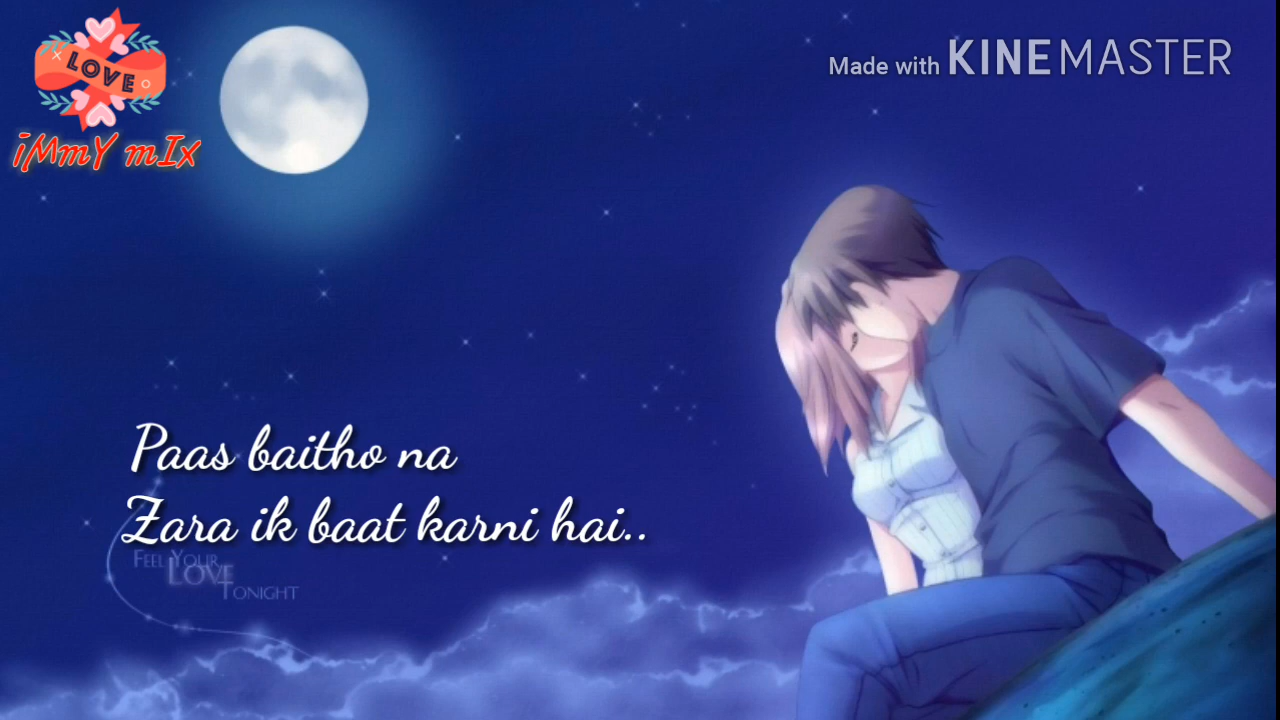 LOVE
iMmY mIx
Made with KINEMASTER
Paas baitho na
Zara ik baat karni hai..
FEEL YOUR
LOVE
TONIGHT